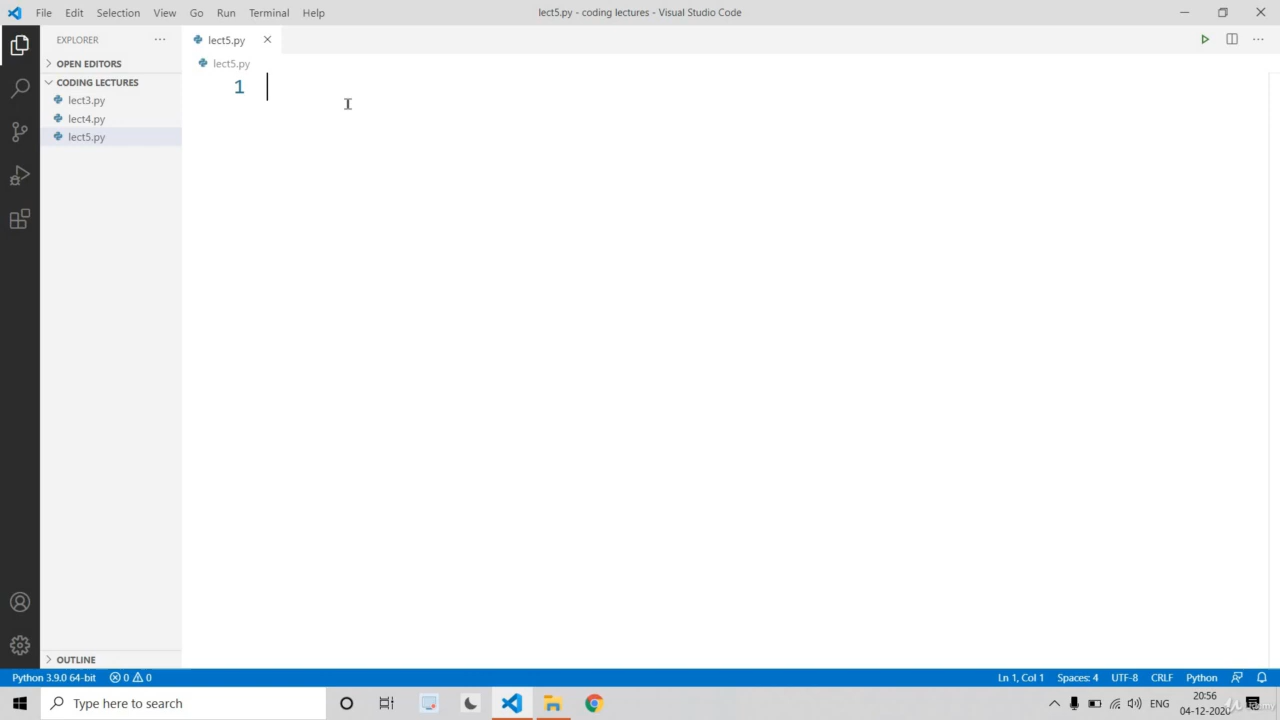 File Edit Selection View Go Run Terminal Help
lect5.py - coding lectures - Visual Studio Code
EXPLORER
OPEN EDITORS
CODING LECTURES
lect3.py
lect4.py
lect5.py
OUTLINE
lect5.py
lect5.py
1
Python 3.9.0 64-bit
0 0
Ln 1, Col 1
Spaces: 4
UTF-8
CRLF
Python
Type here to search
ENG
20:56
04-12-2020